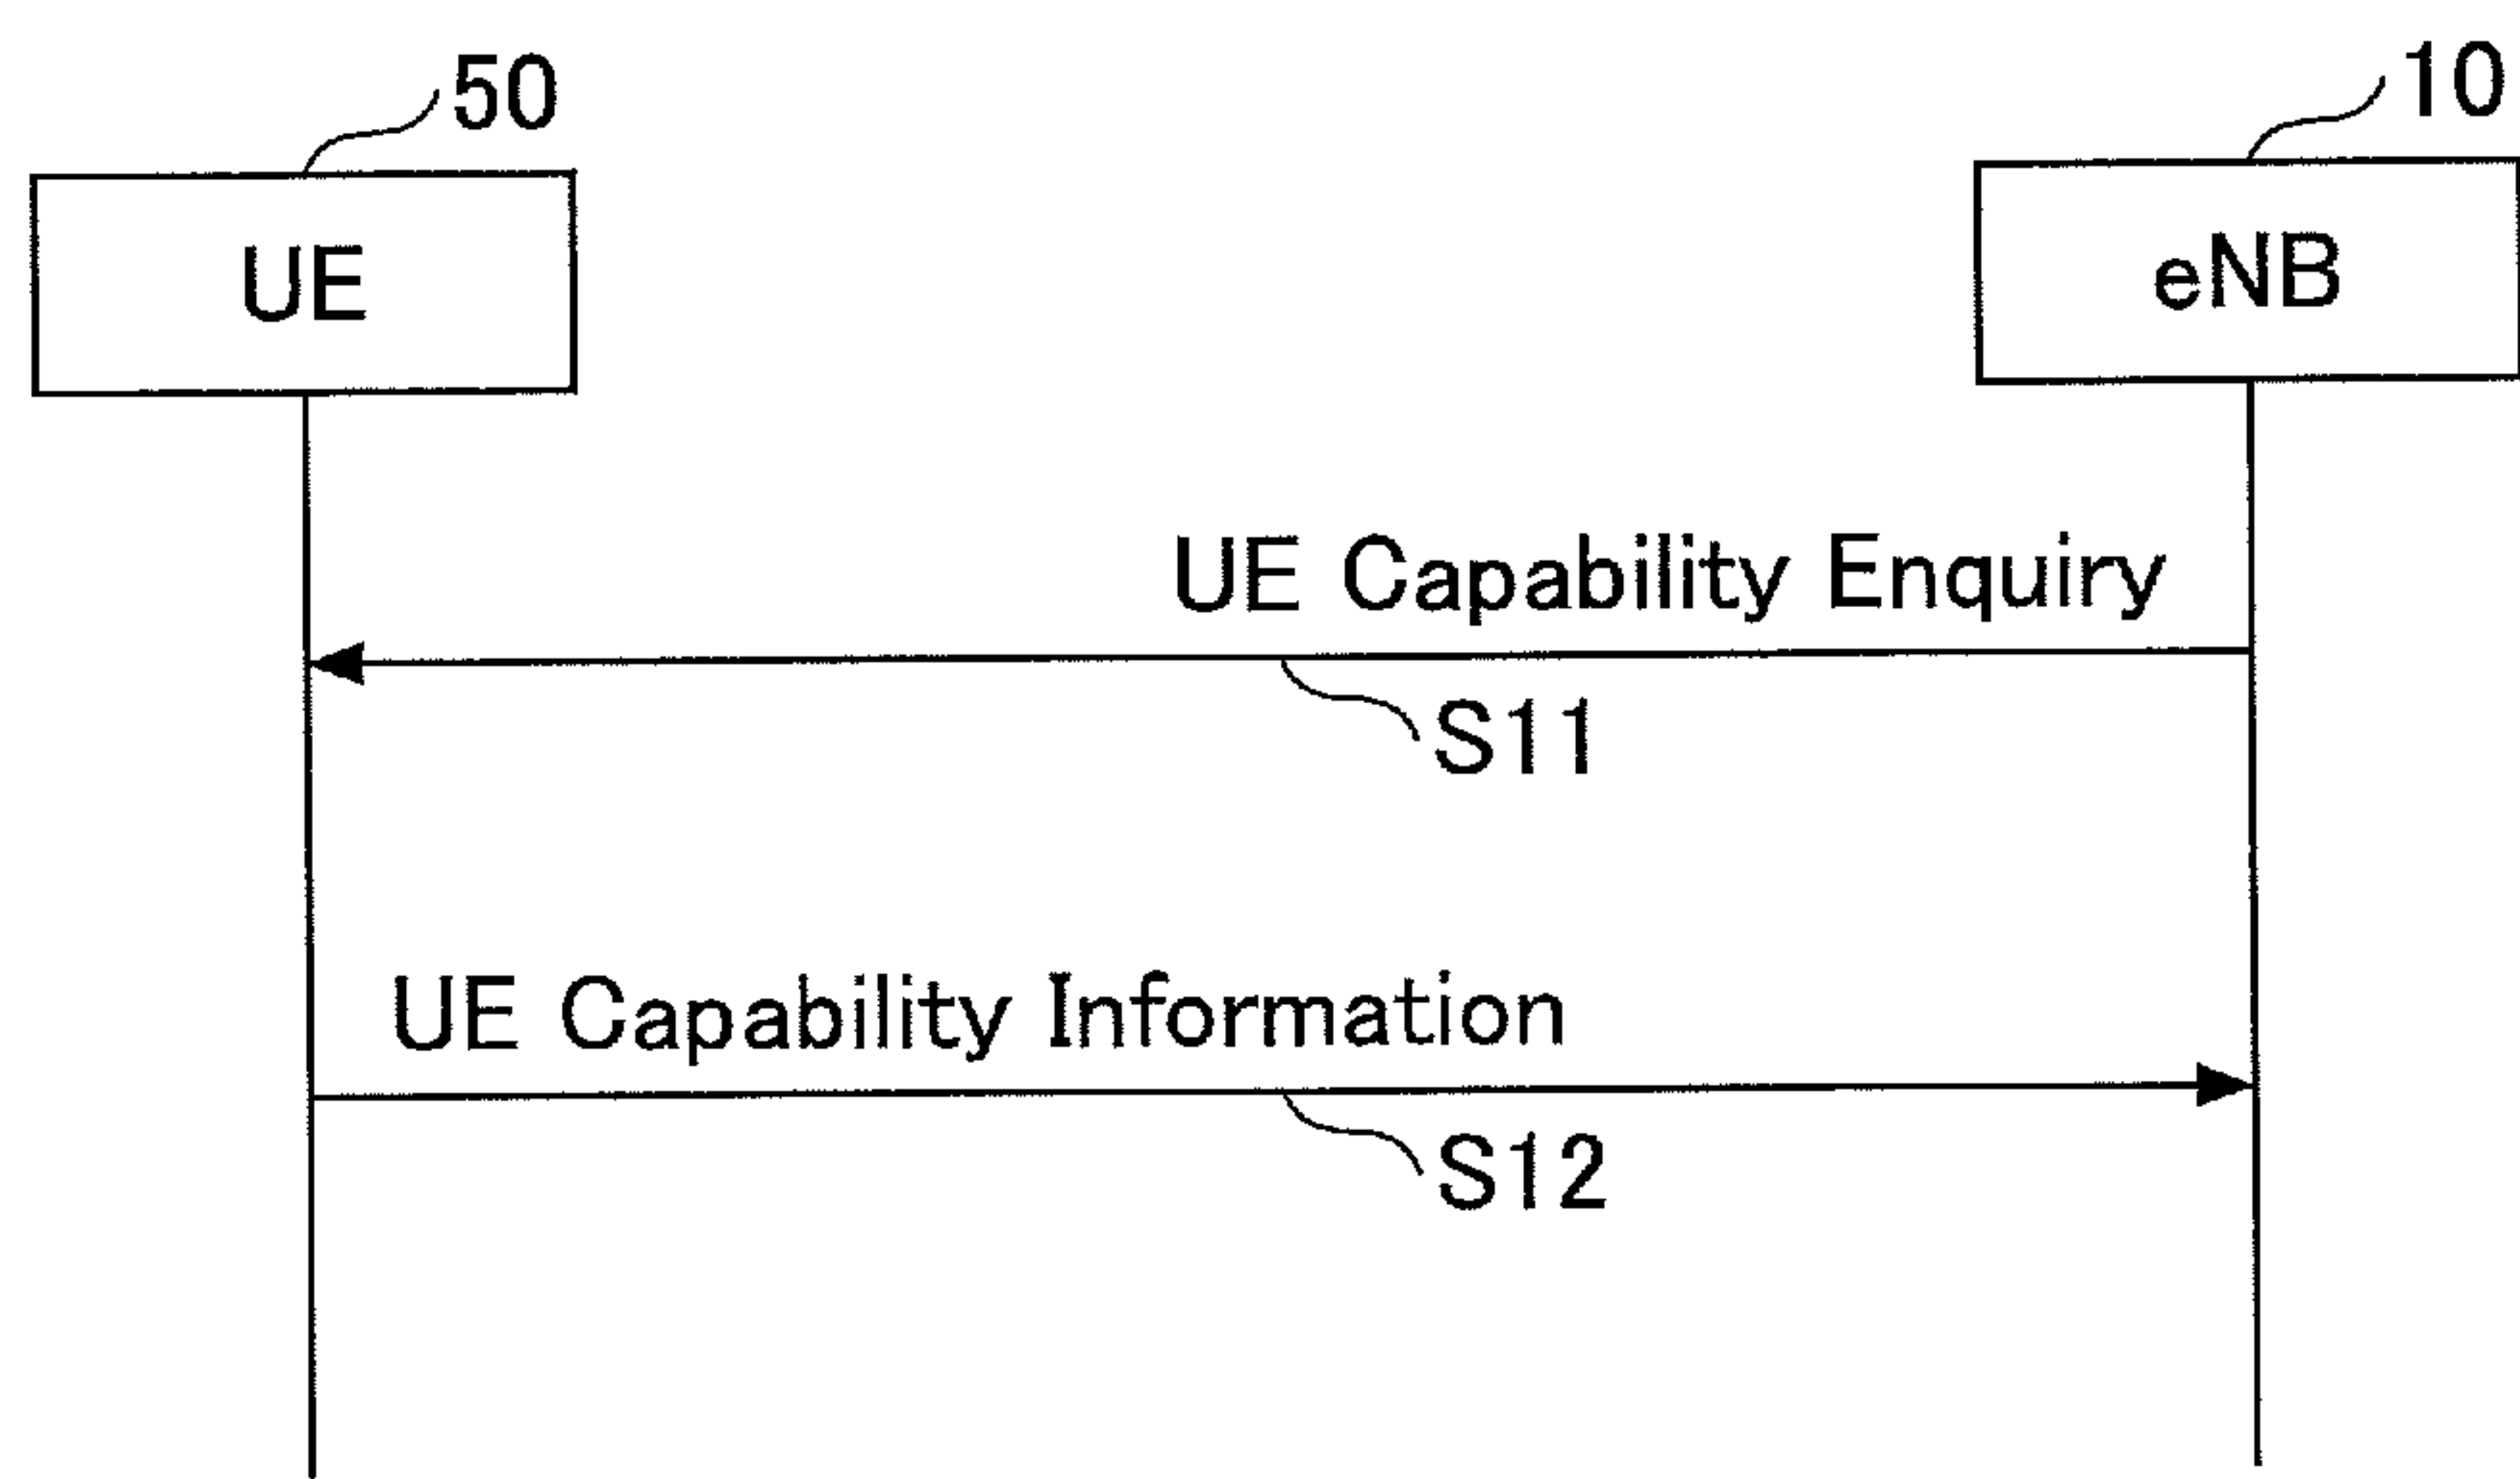 50
10
UE
eNB
UE Capability Enquiry
S11
UE Capability Information
S12